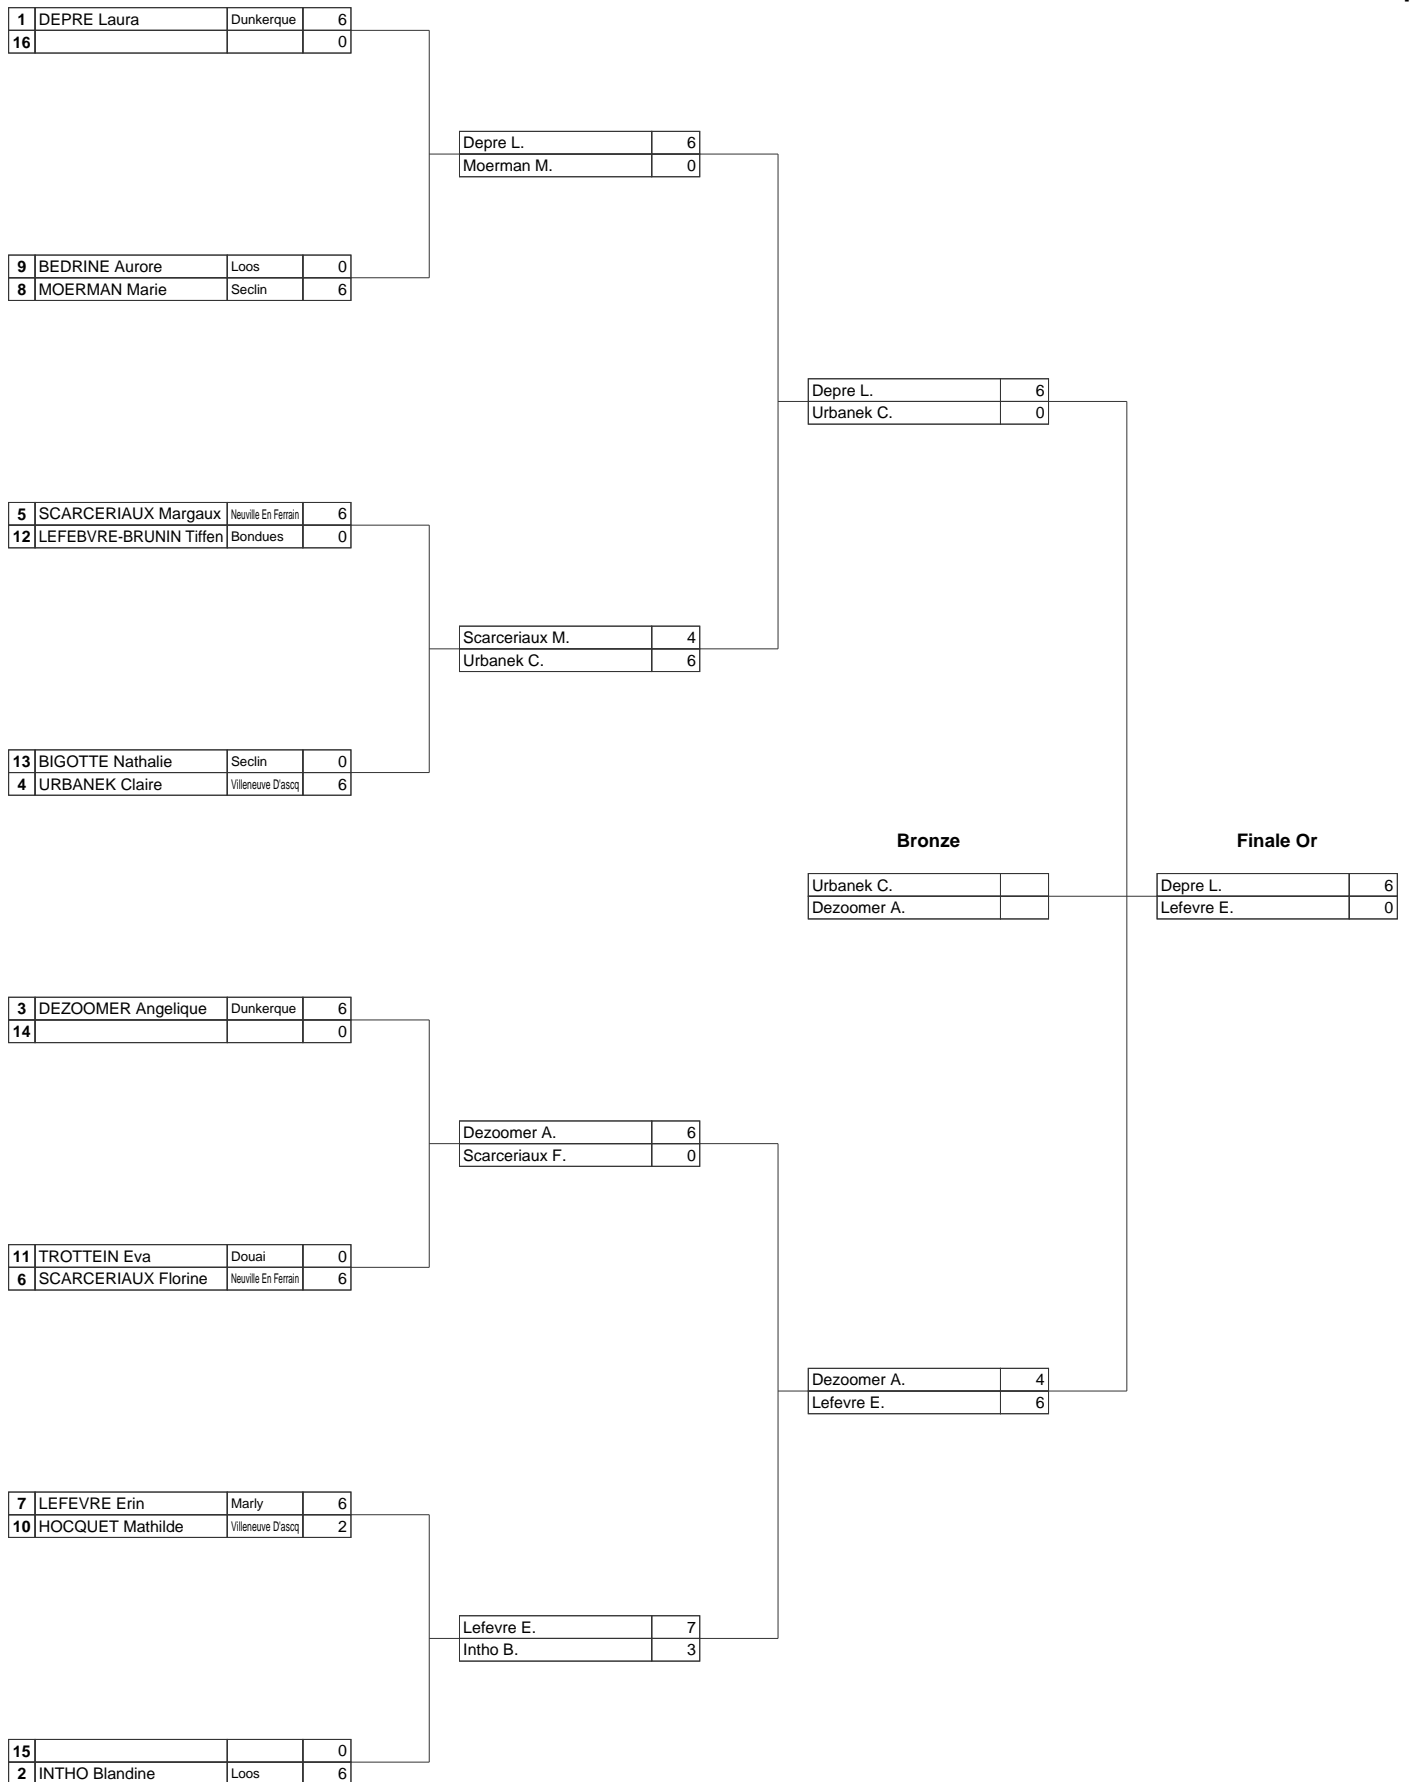 1 DEPRE Laura Dunkerque 6
16 0
Depre L. 6
Moerman M. 0
9 BEDRINE Aurore Loos 0
8 MOERMAN Marie Seclin 6
Depre L. 6
Urbanek C. 0
5 SCARCERIAUX Margaux Neuville En Ferrain 6
12 LEFEBVRE-BRUNIN Tiffen Bondues 0
Scarceriaux M. 4
Urbanek C. 6
13 BIGOTTE Nathalie Seclin 0
4 URBANEK Claire Villeneuve D'ascq 6
Bronze Finale Or
Urbanek C. Depre L. 6
Dezoomer A. Lefevre E. 0
3 DEZOOMER Angelique Dunkerque 6
14 0
Dezoomer A. 6
Scarceriaux F. 0
11 TROTTEIN Eva Douai 0
6 SCARCERIAUX Florine Neuville En Ferrain 6
Dezoomer A. 4
Lefevre E. 6
7 LEFEVRE Erin Marly 6
10 HOCQUET Mathilde Villeneuve D'ascq 2
Lefevre E. 7
Intho B. 3
15 0
2 INTHO Blandine Loos 6